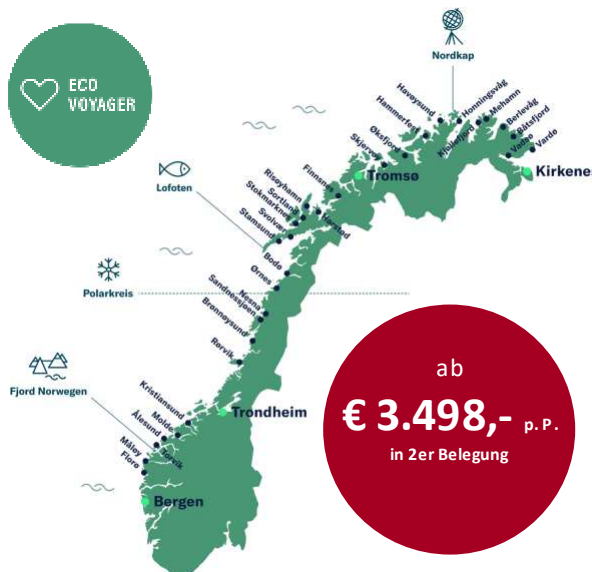 ECO
VOYAGER
Nordkap
Havøysund
Honningsvåg
Mehamn
Berlevåg
Båtsfjord
Hammerfest
Kjøllefjord
Vardø
Vadsø
Øksfjord
Skjervøy
Kirkenes
Tromsø
Finnsnes
Lofoten
Risøyhamn
Harstad
Sortland
Stokmarknes
Svolvær
Stamsund
Bodø
Ørnes
Polarkreis
Nesna
Sandnessjøen
Brønnøysund
Rørvik
Fjord Norwegen
Kristiansund
Trondheim
Molde
Ålesund
Torvik
Måløy
Florø
Bergen
ab
€ 3.498,- p. P.
in 2er Belegung